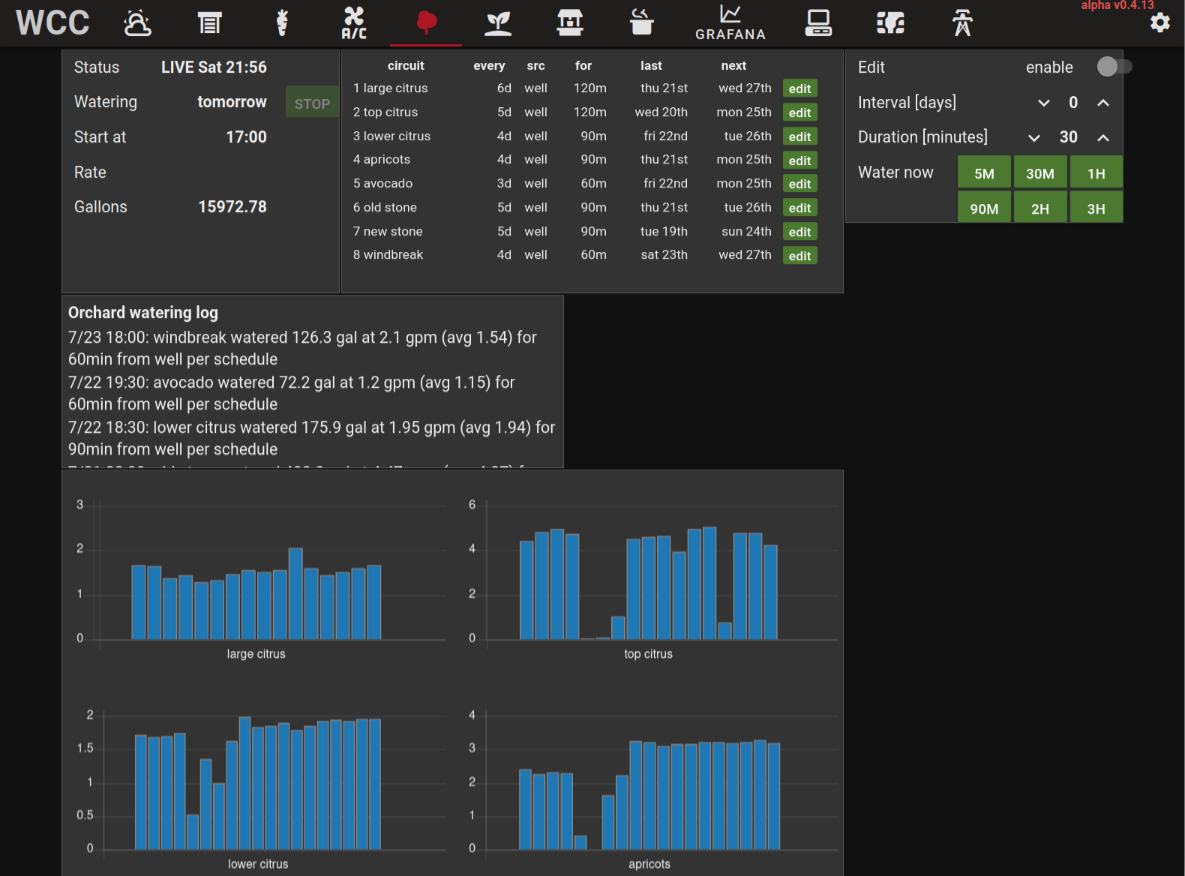 WCC
A/C
GRAFANA
alpha v0.4.13
Status LIVE Sat 21:56
Watering tomorrow STOP
Start at 17:00
Rate
Gallons 15972.78
circuit every src for last next
1 large citrus 6d well 120m thu 21st wed 27th edit
2 top citrus 5d well 120m wed 20th mon 25th edit
3 lower citrus 4d well 90m fri 22nd tue 26th edit
4 apricots 4d well 90m thu 21st mon 25th edit
5 avocado 3d well 60m fri 22nd mon 25th edit
6 old stone 5d well 90m thu 21st tue 26th edit
7 new stone 5d well 90m tue 19th sun 24th edit
8 windbreak 4d well 60m sat 23th wed 27th edit
Edit enable
Interval [days] 0
Duration [minutes] 30
Water now 5M 30M 1H
90M 2H 3H
Orchard watering log
7/23 18:00: windbreak watered 126.3 gal at 2.1 gpm (avg 1.54) for
60min from well per schedule
7/22 19:30: avocado watered 72.2 gal at 1.2 gpm (avg 1.15) for
60min from well per schedule
7/22 18:30: lower citrus watered 175.9 gal at 1.95 gpm (avg 1.94) for
90min from well per schedule
3
2
1
0
large citrus
6
4
2
0
top citrus
2
1.5
1
0.5
0
lower citrus
4
3
2
1
0
apricots